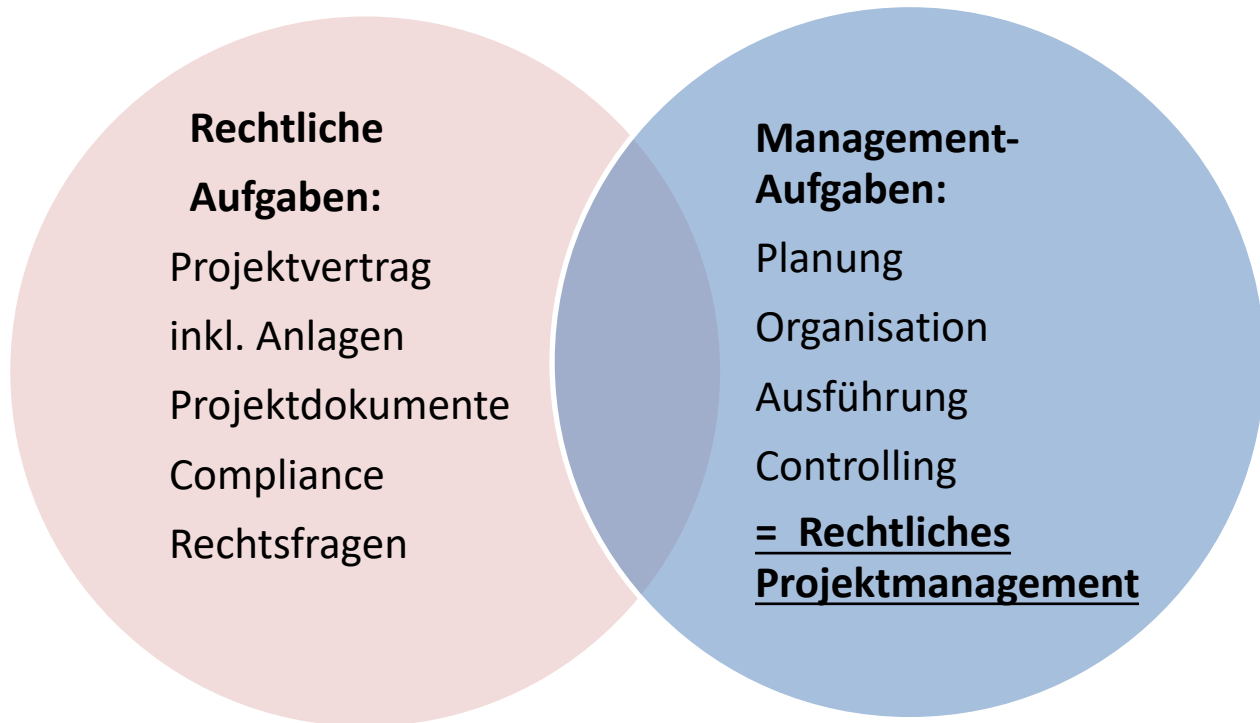 Rechtliche
Aufgaben:
Projektvertrag
inkl. Anlagen
Projektdokumente
Compliance
Rechtsfragen
Management-
Aufgaben:
Planung
Organisation
Ausführung
Controlling
= Rechtliches
Projektmanagement